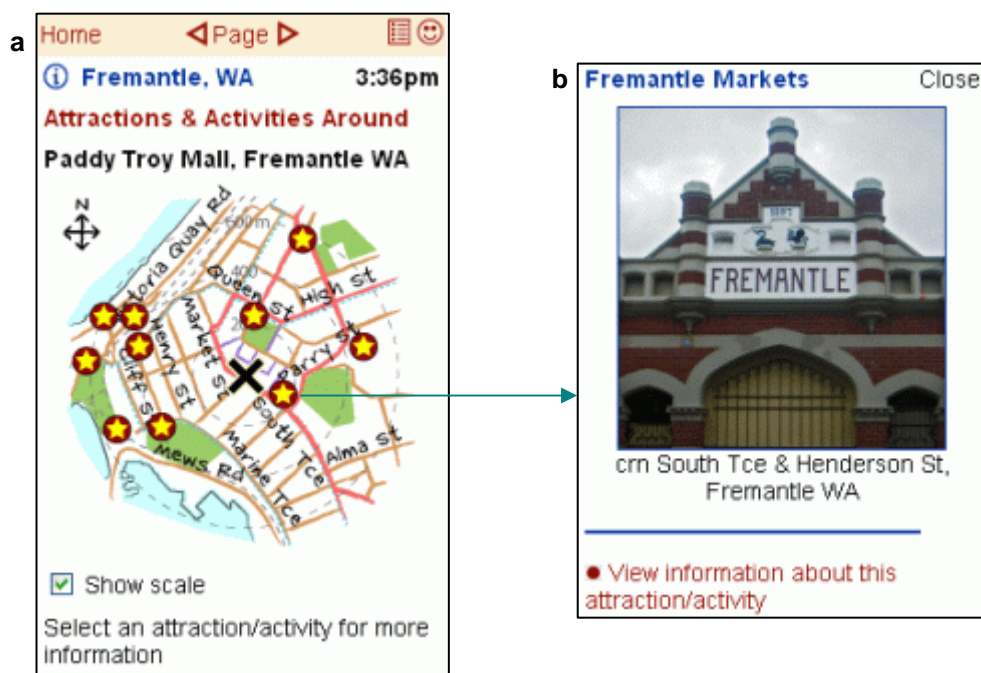 a
Home
Page
Fremantle, WA
3:36pm
Attractions & Activities Around
Paddy Troy Mall, Fremantle WA
N
600m
400
Victoria Quay Rd
Queen St
High St
Market St
Henry St
Cliff St
Parry St
South Tce
Marine Tce
Mews Rd
Alma St
Show scale
Select an attraction/activity for more
information
b
Fremantle Markets
Close
1897
FREMANTLE
crn South Tce & Henderson St,
Fremantle WA
View information about this
attraction/activity